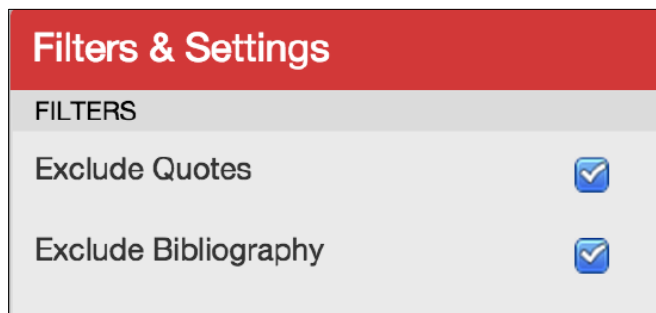 Filters & Settings
FILTERS
Exclude Quotes
Exclude Bibliography